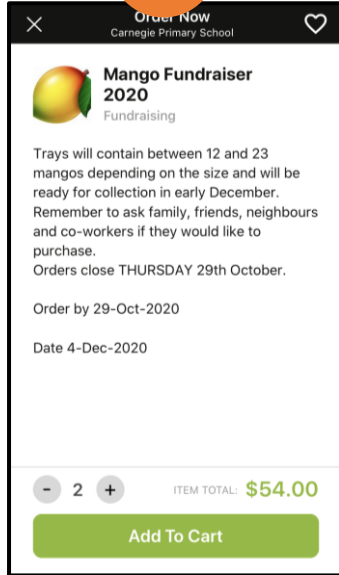 Order Now
Carnegie Primary School
Mango Fundraiser
2020
Fundraising
Trays will contain between 12 and 23
mangos depending on the size and will be
ready for collection in early December.
Remember to ask family, friends, neighbours
and co-workers if they would like to
purchase.
Orders close THURSDAY 29th October.
Order by 29-Oct-2020
Date 4-Dec-2020
- 2 + ITEM TOTAL: $54.00
Add To Cart